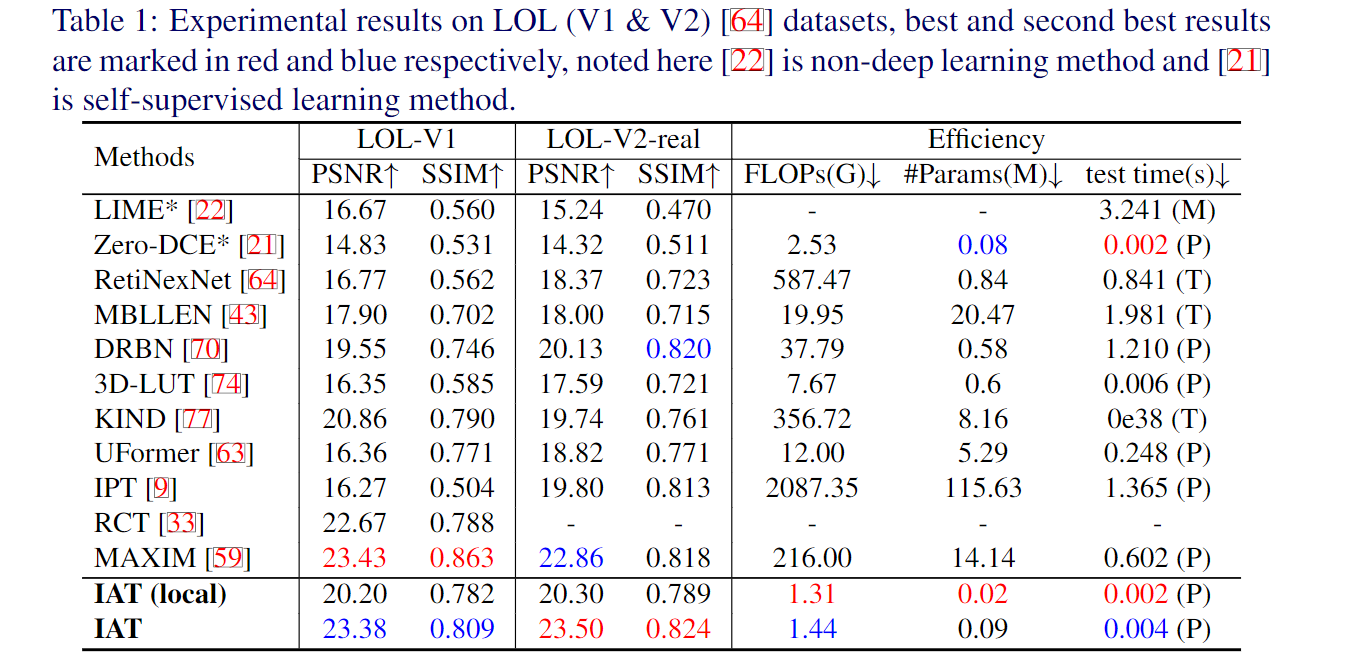 Table 1: Experimental results on LOL (V1 & V2) [64] datasets, best and second best results
are marked in red and blue respectively, noted here [22] is non-deep learning method and [21]
is self-supervised learning method.
Methods LOL-V1 LOL-V2-real Efficiency
PSNR↑ SSIM↑ PSNR↑ SSIM↑ FLOPs(G)↓ #Params(M)↓ test time(s)↓
LIME* [22] 16.67 0.560 15.24 0.470 - - 3.241 (M)
Zero-DCE* [21] 14.83 0.531 14.32 0.511 2.53 0.08 0.002 (P)
RetiNexNet [64] 16.77 0.562 18.37 0.723 587.47 0.84 0.841 (T)
MBLLEN [43] 17.90 0.702 18.00 0.715 19.95 20.47 1.981 (T)
DRBN [70] 19.55 0.746 20.13 0.820 37.79 0.58 1.210 (P)
3D-LUT [74] 16.35 0.585 17.59 0.721 7.67 0.6 0.006 (P)
KIND [77] 20.86 0.790 19.74 0.761 356.72 8.16 0e38 (T)
UFormer [63] 16.36 0.771 18.82 0.771 12.00 5.29 0.248 (P)
IPT [9] 16.27 0.504 19.80 0.813 2087.35 115.63 1.365 (P)
RCT [33] 22.67 0.788 - - - - -
MAXIM [59] 23.43 0.863 22.86 0.818 216.00 14.14 0.602 (P)
IAT (local) 20.20 0.782 20.30 0.789 1.31 0.02 0.002 (P)
IAT 23.38 0.809 23.50 0.824 1.44 0.09 0.004 (P)